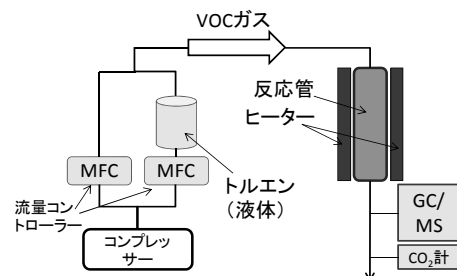 VOCガス
反応管
ヒーター
MFC
MFC
トルエン
(液体)
流量コン
トローラー
コンプレッ
サー
GC/
MS
CO₂計